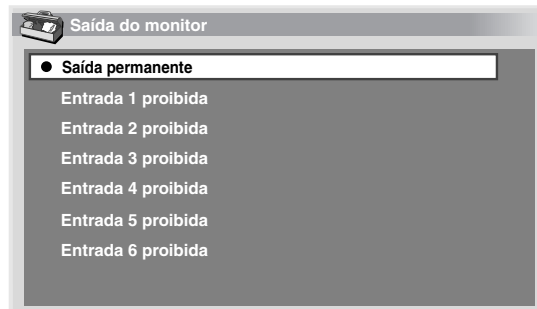 Saída do monitor
Saída permanente
Entrada 1 proibida
Entrada 2 proibida
Entrada 3 proibida
Entrada 4 proibida
Entrada 5 proibida
Entrada 6 proibida